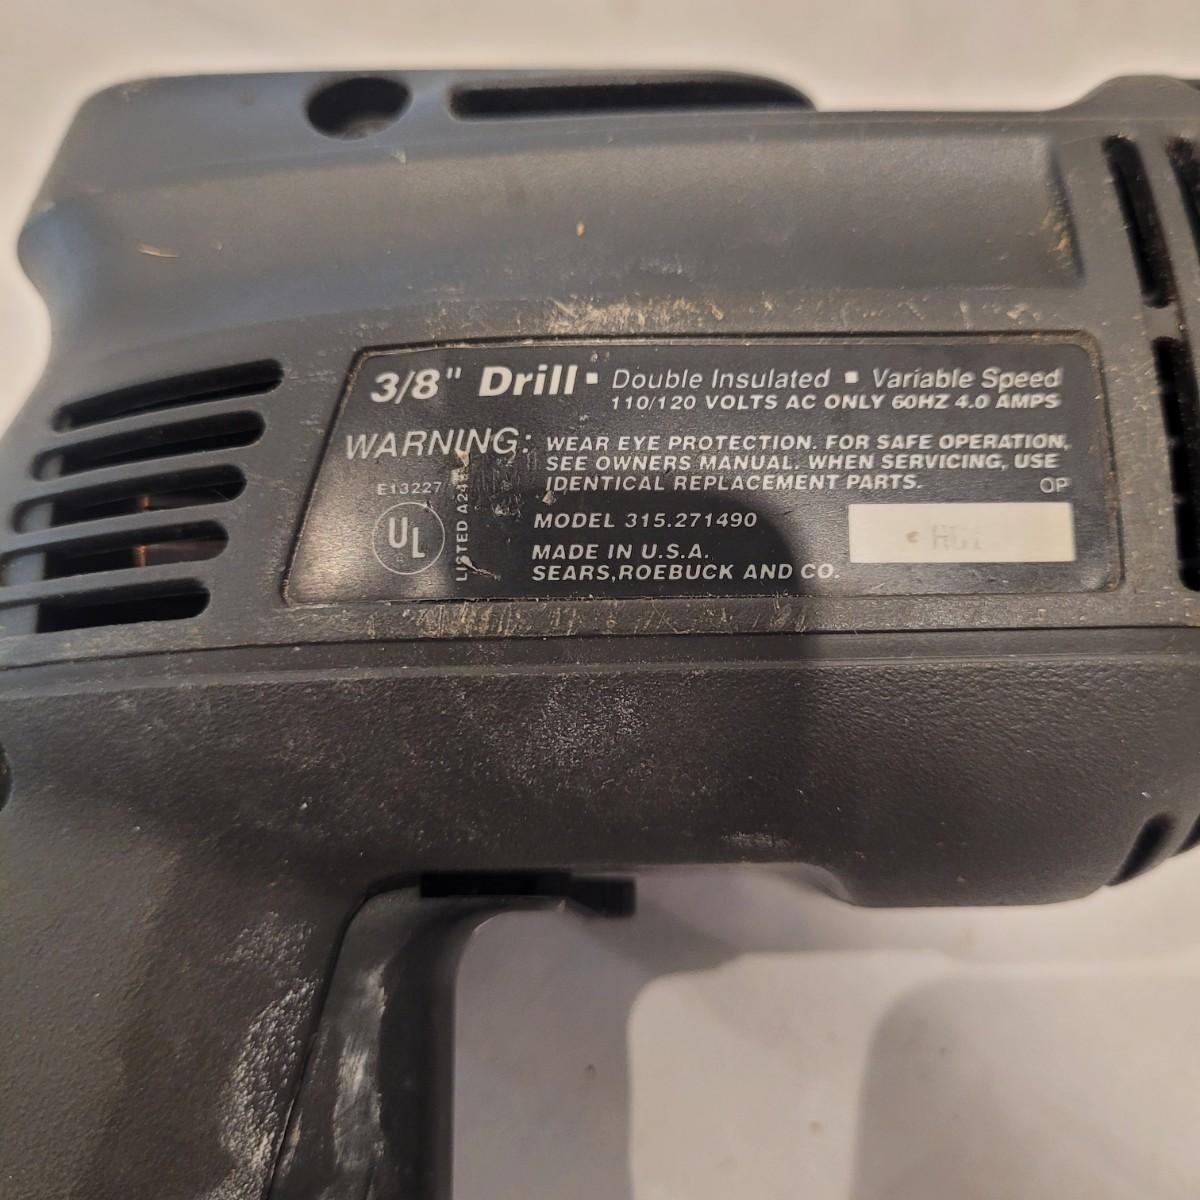 3/8" Drill ▪ Double Insulated ▪ Variable Speed
110/120 VOLTS AC ONLY 60HZ 4.0 AMPS
WARNING: WEAR EYE PROTECTION. FOR SAFE OPERATION,
SEE OWNERS MANUAL. WHEN SERVICING, USE
IDENTICAL REPLACEMENT PARTS.
OP
E13227
UL
LISTED
MODEL 315.271490
MADE IN U.S.A.
SEARS,ROEBUCK AND CO.